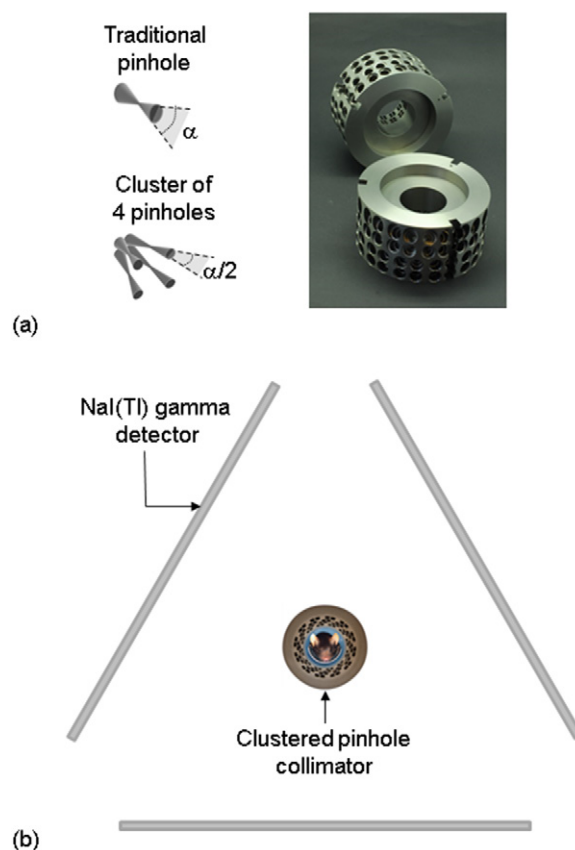 Traditional
pinhole
α
Cluster of
4 pinholes
α/2
(a)
NaI(Tl) gamma
detector
Clustered pinhole
collimator
(b)